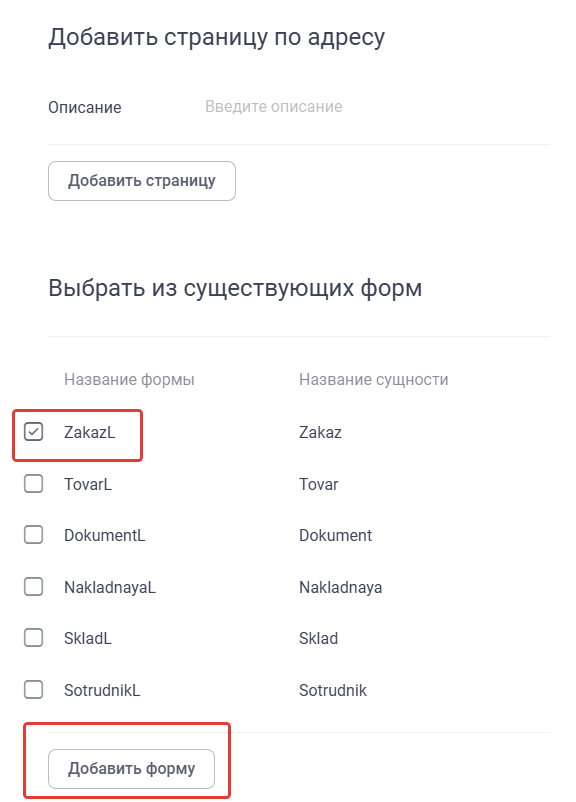 Добавить страницу по адресу
Описание Введите описание
Добавить страницу
Выбрать из существующих форм
Название формы Название сущности
ZakazL Zakaz
TovarL Tovar
DokumentL Dokument
NakladnayaL Nakladnaya
SkladL Sklad
SotrudnikL Sotrudnik
Добавить форму